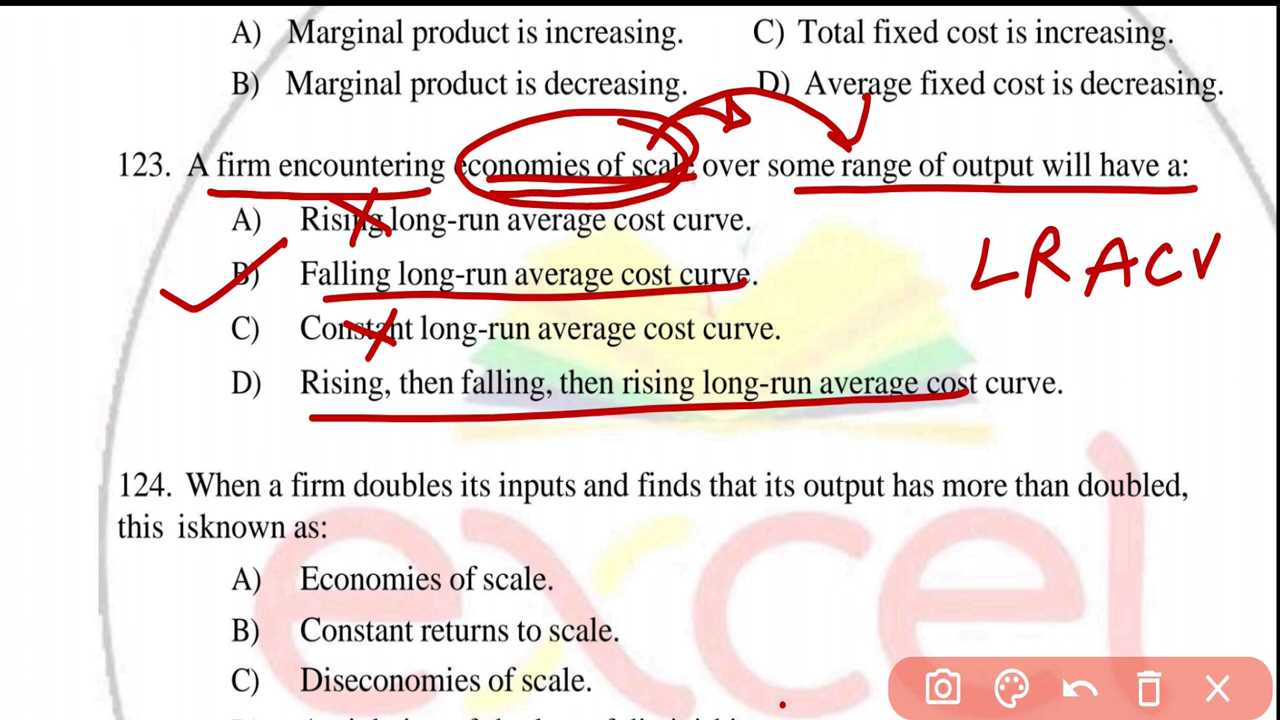 A) Marginal product is increasing. C) Total fixed cost is increasing.
B) Marginal product is decreasing. D) Average fixed cost is decreasing.
123. A firm encountering economies of scale over some range of output will have a:
A) Rising long-run average cost curve.
LRACV
B) Falling long-run average cost curve.
C) Constant long-run average cost curve.
D) Rising, then falling, then rising long-run average cost curve.
124. When a firm doubles its inputs and finds that its output has more than doubled,
this isknown as:
A) Economies of scale.
B) Constant returns to scale.
C) Diseconomies of scale.
excel